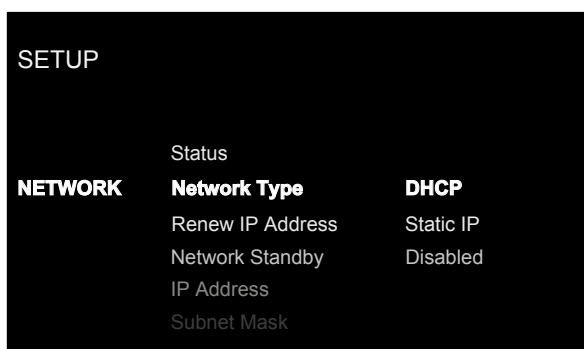 SETUP
Status
NETWORK Network Type DHCP
Renew IP Address Static IP
Network Standby Disabled
IP Address
Subnet Mask